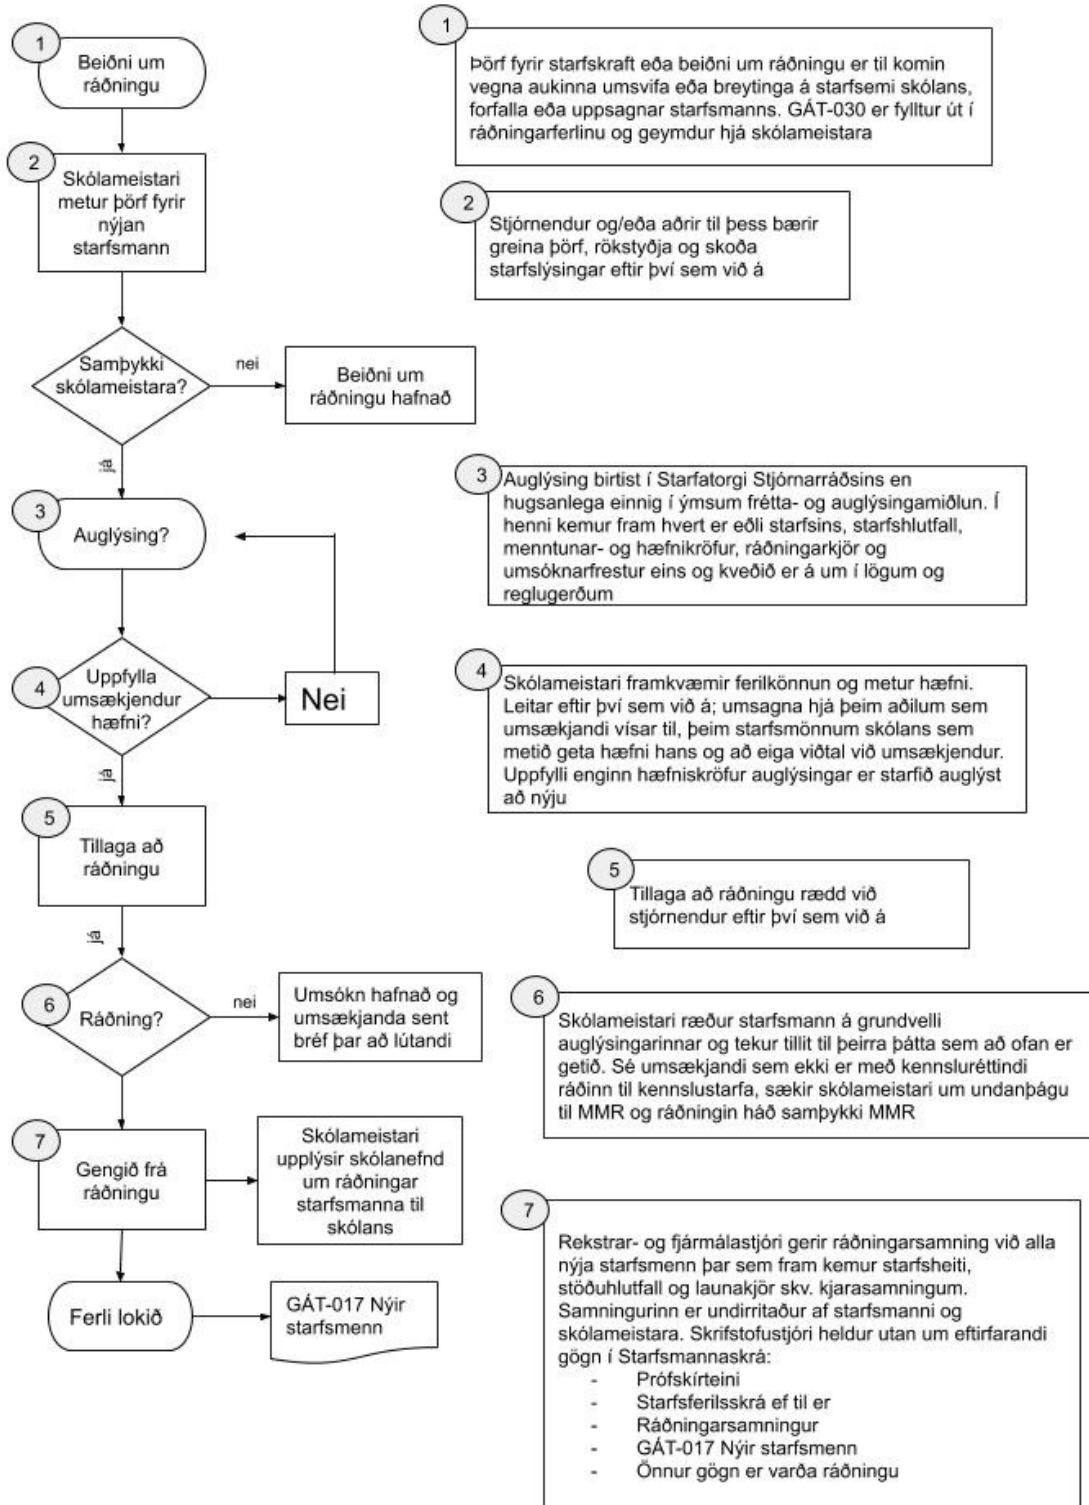 1
Beiðni um
ráðningu
2
Skólameistari
metur þörf fyrir
nýjan
starfsmann
Samþykki
skólameistara?
nei
Beiðni um
ráðningu hafnað
já
3
Auglýsing?
4
Uppfylla
umsækjendur
hæfni?
Nei
já
5
Tillaga að
ráðningu
já
6
Ráðning?
nei
Umsókn hafnað og
umsækjanda sent
bréf þar að lútandi
7
Gengið frá
ráðningu
Skólameistari
upplýsir skólanefnd
um ráðningar
starfsmanna til
skólans
Ferli lokið
GÁT-017 Nýir
starfsmenn
1
Þörf fyrir starfskraft eða beiðni um ráðningu er til komin
vegna aukinna umsvifa eða breytinga á starfsemi skólans,
forfalla eða uppsagnar starfsmanns. GÁT-030 er fylltur út í
ráðningarferlinu og geymdur hjá skólameistara
2
Stjórnendur og/eða aðrir til þess bærir
greina þörf, rökstyðja og skoða
starfslýsingar eftir því sem við á
3
Auglýsing birtist í Starfatorgi Stjórnarráðsins en
hugsanlega einnig í ýmsum frétta- og auglýsingamiðlun. Í
henni kemur fram hvert er eðli starfsins, starfshlutfall,
menntunar- og hæfnikröfur, ráðningarkjör og
umsóknarfrestur eins og kveðið er á um í lögum og
reglugerðum
4
Skólameistari framkvæmir ferilkönnun og metur hæfni.
Leitar eftir því sem við á; umsagna hjá þeim aðilum sem
umsækjandi vísar til, þeim starfsmönnum skólans sem
metið geta hæfni hans og að eiga viðtal við umsækjendur.
Uppfylli enginn hæfniskröfur auglýsingar er starfið auglýst
að nýju
5
Tillaga að ráðningu rædd við
stjórnendur eftir því sem við á
6
Skólameistari ræður starfsmann á grundvelli
auglýsingarinnar og tekur tillit til þeirra þátta sem að ofan er
getið. Sé umsækjandi sem ekki er með kennsluréttindi
ráðinn til kennslustarfa, sækir skólameistari um undanþágu
til MMR og ráðningin háð samþykki MMR
7
Rekstrar- og fjármálastjóri gerir ráðningarsamning við alla
nýja starfsmenn þar sem fram kemur starfsheiti,
stöðuhlutfall og launakjör skv. kjarasamningum.
Samningurinn er undirritaður af starfsmanni og
skólameistara. Skrifstofustjóri heldur utan um eftirfarandi
gögn í Starfsmannaskrá:
- Prófskírteini
- Starfsferilsskrá ef til er
- Ráðningarsamningur
- GÁT-017 Nýir starfsmenn
- Önnur gögn er varða ráðningu